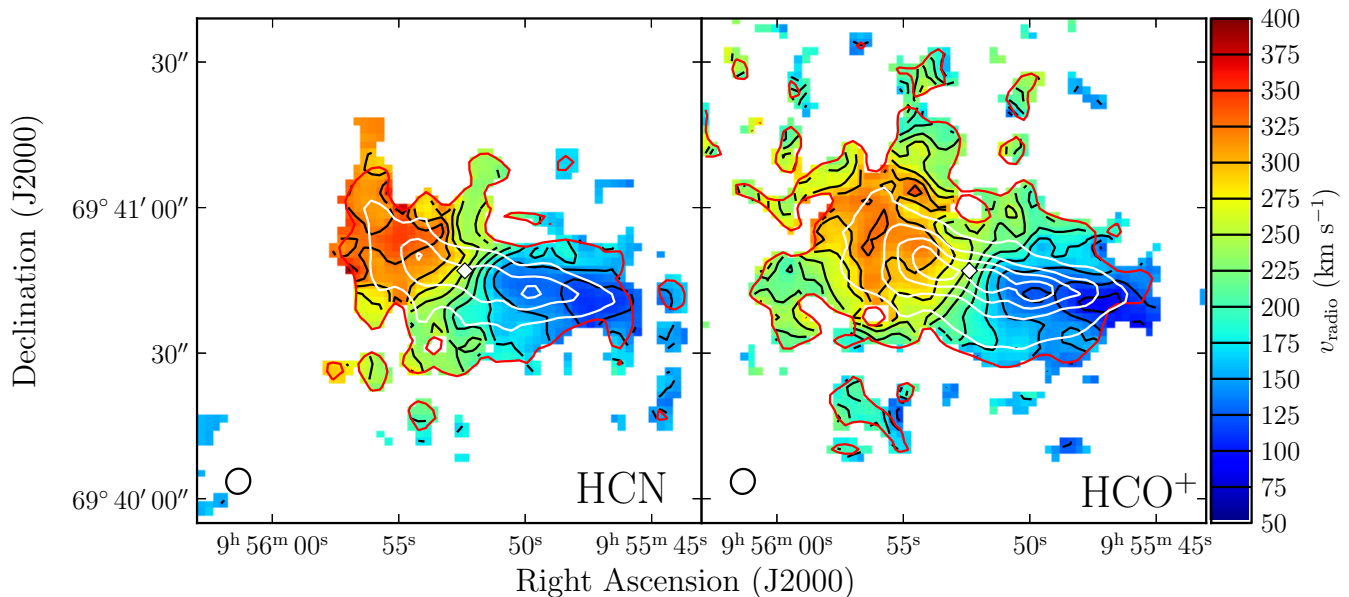 30″
69° 41′ 00″
30″
69° 40′ 00″
Declination (J2000)
HCN
HCO⁺
9ʰ 56ᵐ 00ˢ 55ˢ 50ˢ 9ʰ 55ᵐ 45ˢ
9ʰ 56ᵐ 00ˢ 55ˢ 50ˢ 9ʰ 55ᵐ 45ˢ
Right Ascension (J2000)
400
375
350
325
300
275
250
225
200
175
150
125
100
75
50
v_radio (km s⁻¹)